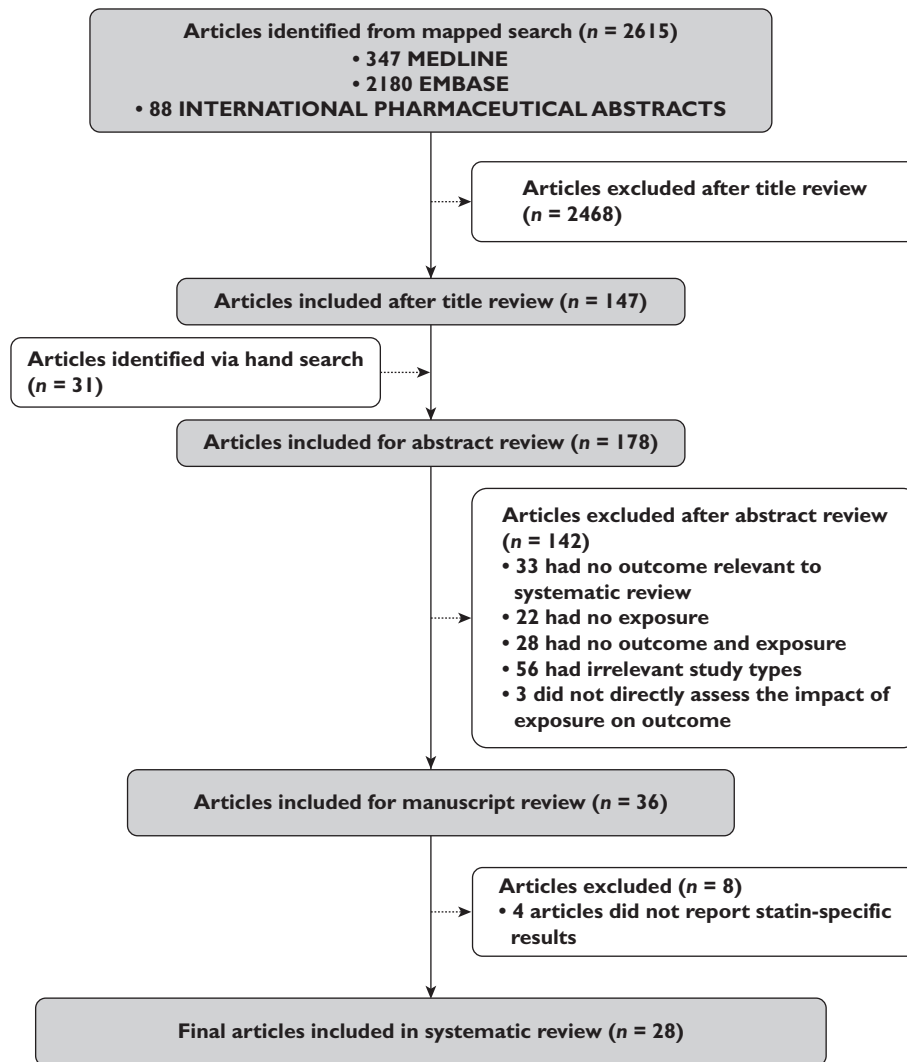 Articles identified from mapped search (n = 2615)
• 347 MEDLINE
• 2180 EMBASE
• 88 INTERNATIONAL PHARMACEUTICAL ABSTRACTS
Articles excluded after title review
(n = 2468)
Articles included after title review (n = 147)
Articles identified via hand search
(n = 31)
Articles included for abstract review (n = 178)
Articles excluded after abstract review
(n = 142)
• 33 had no outcome relevant to
systematic review
• 22 had no exposure
• 28 had no outcome and exposure
• 56 had irrelevant study types
• 3 did not directly assess the impact of
exposure on outcome
Articles included for manuscript review (n = 36)
Articles excluded (n = 8)
• 4 articles did not report statin-specific
results
Final articles included in systematic review (n = 28)